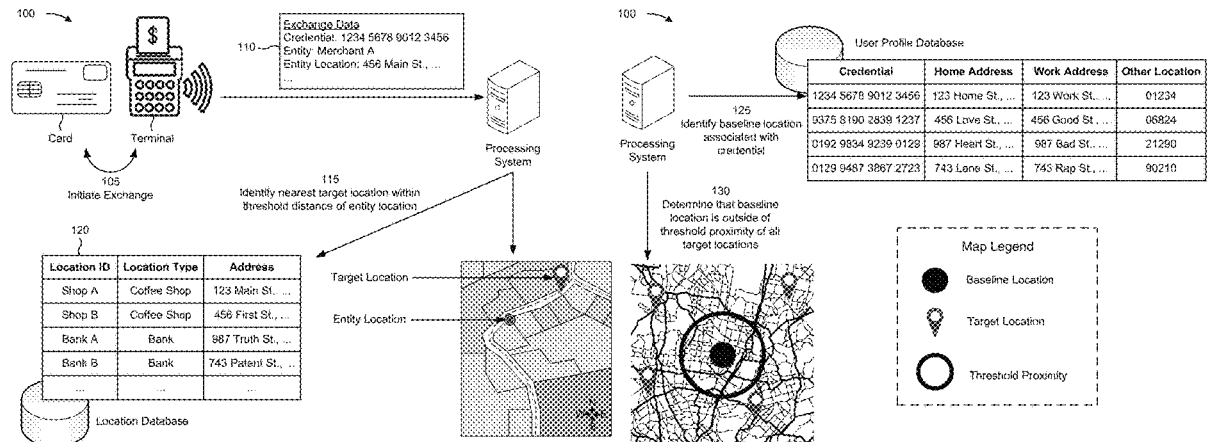 100
Exchange Data
Credential: 1234 5678 9012 3456
Entity: Merchant A
Entity Location: 456 Main St., ...
...
110
$
Card
Terminal
105
Initiate Exchange
Processing
System
115
Identify nearest target location within
threshold distance of entity location
120
Location ID Location Type Address
Shop A Coffee Shop 123 Main St., ...
Shop B Coffee Shop 456 First St., ...
Bank A Bank 987 Truth St., ...
Bank B Bank 743 Patent St., ...
... ... ...
Location Database
Target Location
Entity Location
100
User Profile Database
Credential Home Address Work Address Other Location
1234 5678 9012 3456 123 Home St., ... 123 Work St., ... 01234
9375 8190 2839 1237 456 Love St., ... 456 Good St., ... 06824
0192 9834 9239 0129 987 Heart St., ... 987 Bad St., ... 21290
0129 9487 3867 2723 743 Lane St., ... 743 Rap St., ... 90210
Processing
System
125
Identify baseline location
associated with
credential
130
Determine that baseline
location is outside of
threshold proximity of all
target locations
Map Legend
Baseline Location
Target Location
Threshold Proximity